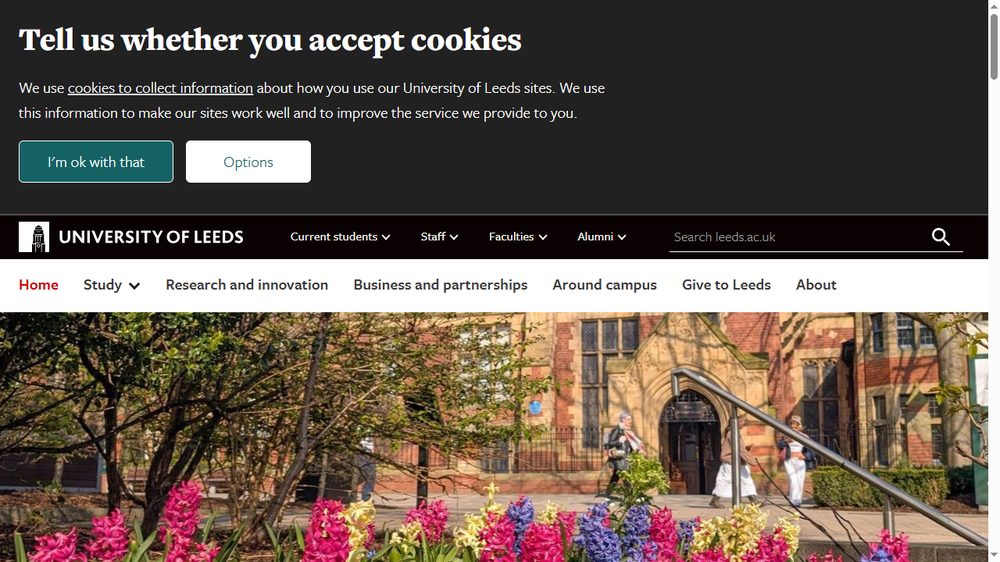 Tell us whether you accept cookies
We use cookies to collect information about how you use our University of Leeds sites. We use
this information to make our sites work well and to improve the service we provide to you.
I'm ok with that
Options
UNIVERSITY OF LEEDS
Current students
Staff
Faculties
Alumni
Search leeds.ac.uk
Home
Study
Research and innovation
Business and partnerships
Around campus
Give to Leeds
About